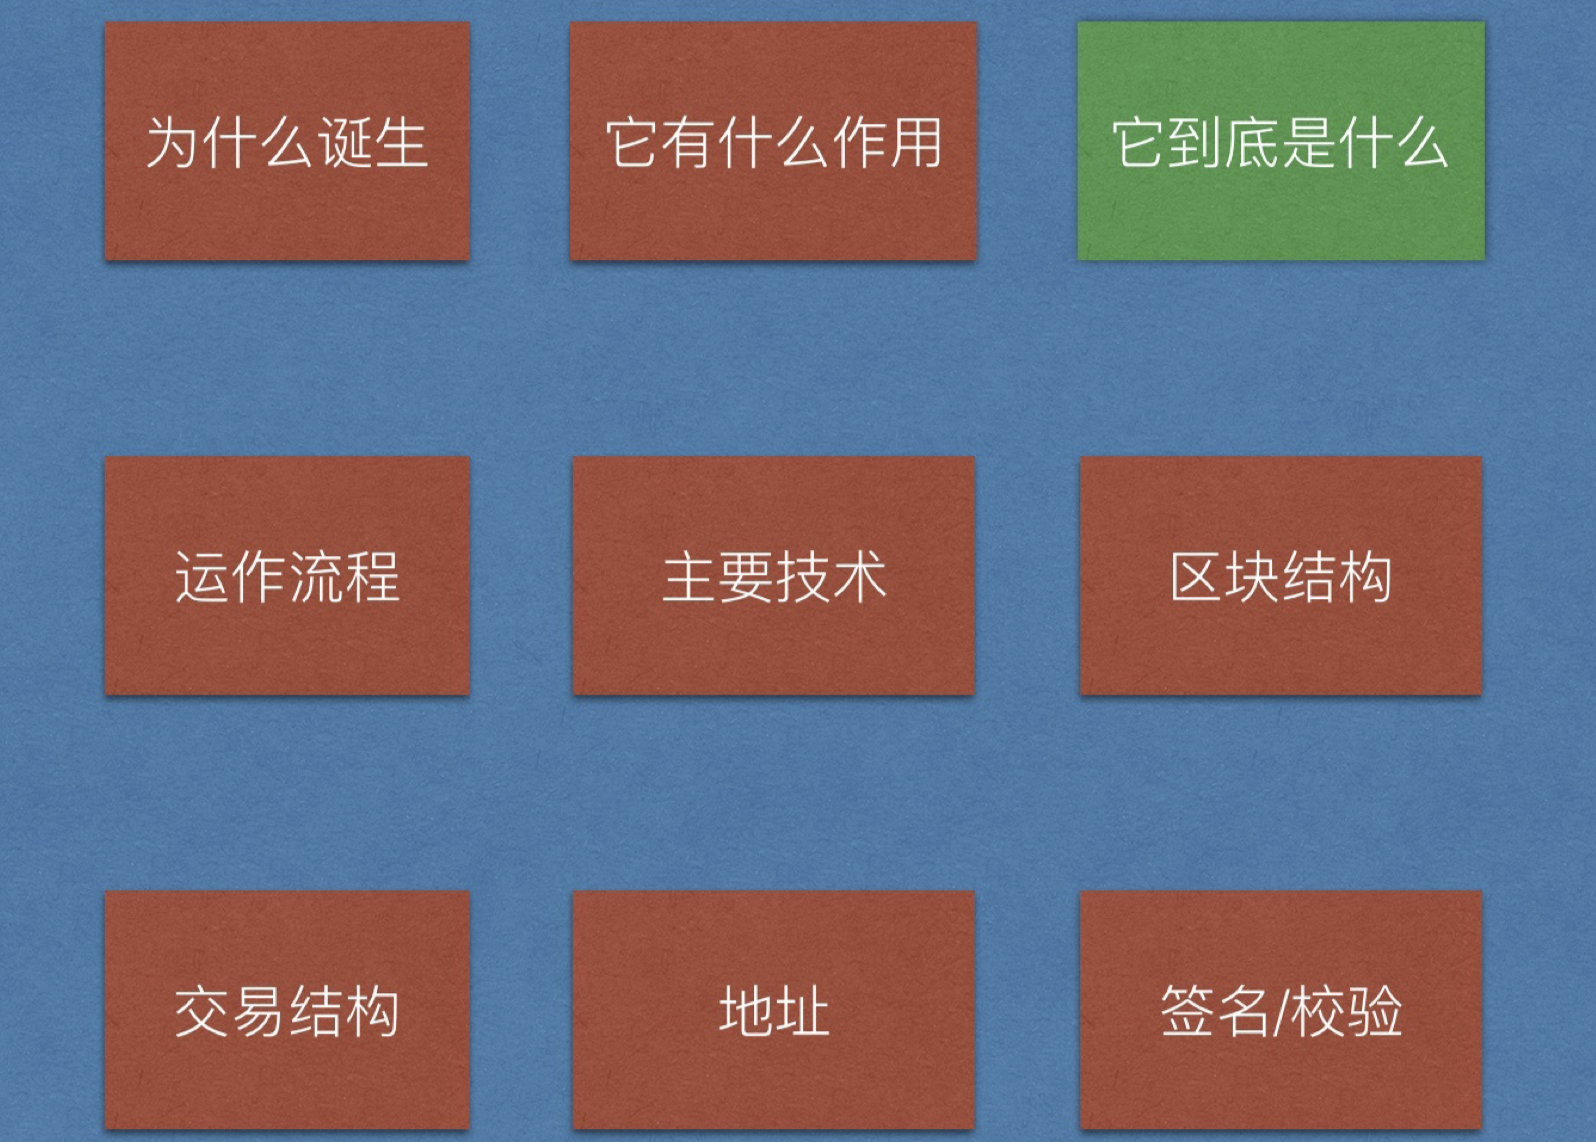 为什么诞生
它有什么作用
它到底是什么
运作流程
主要技术
区块结构
交易结构
地址
签名/校验